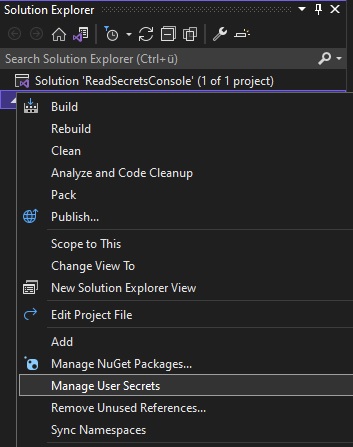 Solution Explorer
Search Solution Explorer (Ctrl+ü)
Solution 'ReadSecretsConsole' (1 of 1 project)
Build
Rebuild
Clean
Analyze and Code Cleanup
Pack
Publish...
Scope to This
Change View To
New Solution Explorer View
Edit Project File
Add
Manage NuGet Packages...
Manage User Secrets
Remove Unused References...
Sync Namespaces